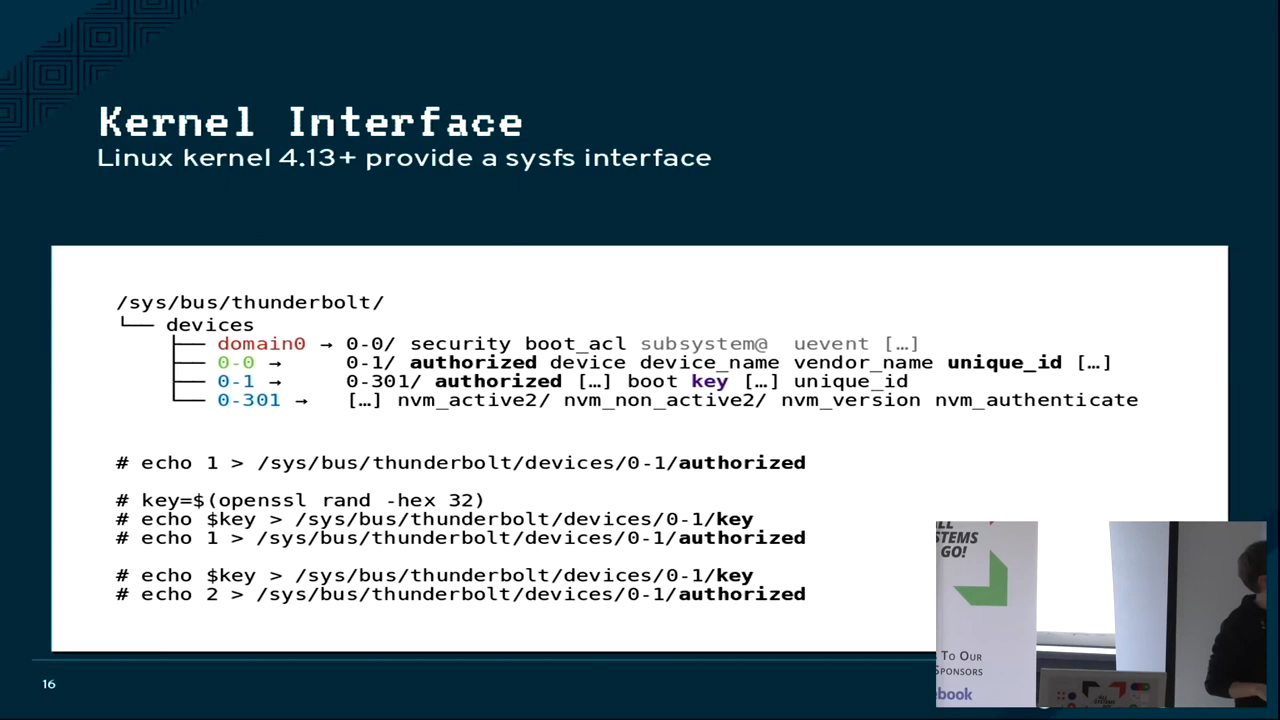 Kernel Interface
Linux kernel 4.13+ provide a sysfs interface
/sys/bus/thunderbolt/
└── devices
├── domain0 → 0-0/ security boot_acl subsystem@ uevent […]
├── 0-0 → 0-1/ authorized device device_name vendor_name unique_id […]
├── 0-1 → 0-301/ authorized […] boot key […] unique_id
└── 0-301 → […] nvm_active2/ nvm_non_active2/ nvm_version nvm_authenticate
# echo 1 > /sys/bus/thunderbolt/devices/0-1/authorized
# key=$(openssl rand -hex 32)
# echo $key > /sys/bus/thunderbolt/devices/0-1/key
# echo 1 > /sys/bus/thunderbolt/devices/0-1/authorized
# echo $key > /sys/bus/thunderbolt/devices/0-1/key
# echo 2 > /sys/bus/thunderbolt/devices/0-1/authorized
16
ALL
STEMS
GO!
To Our
Sponsors
ebook